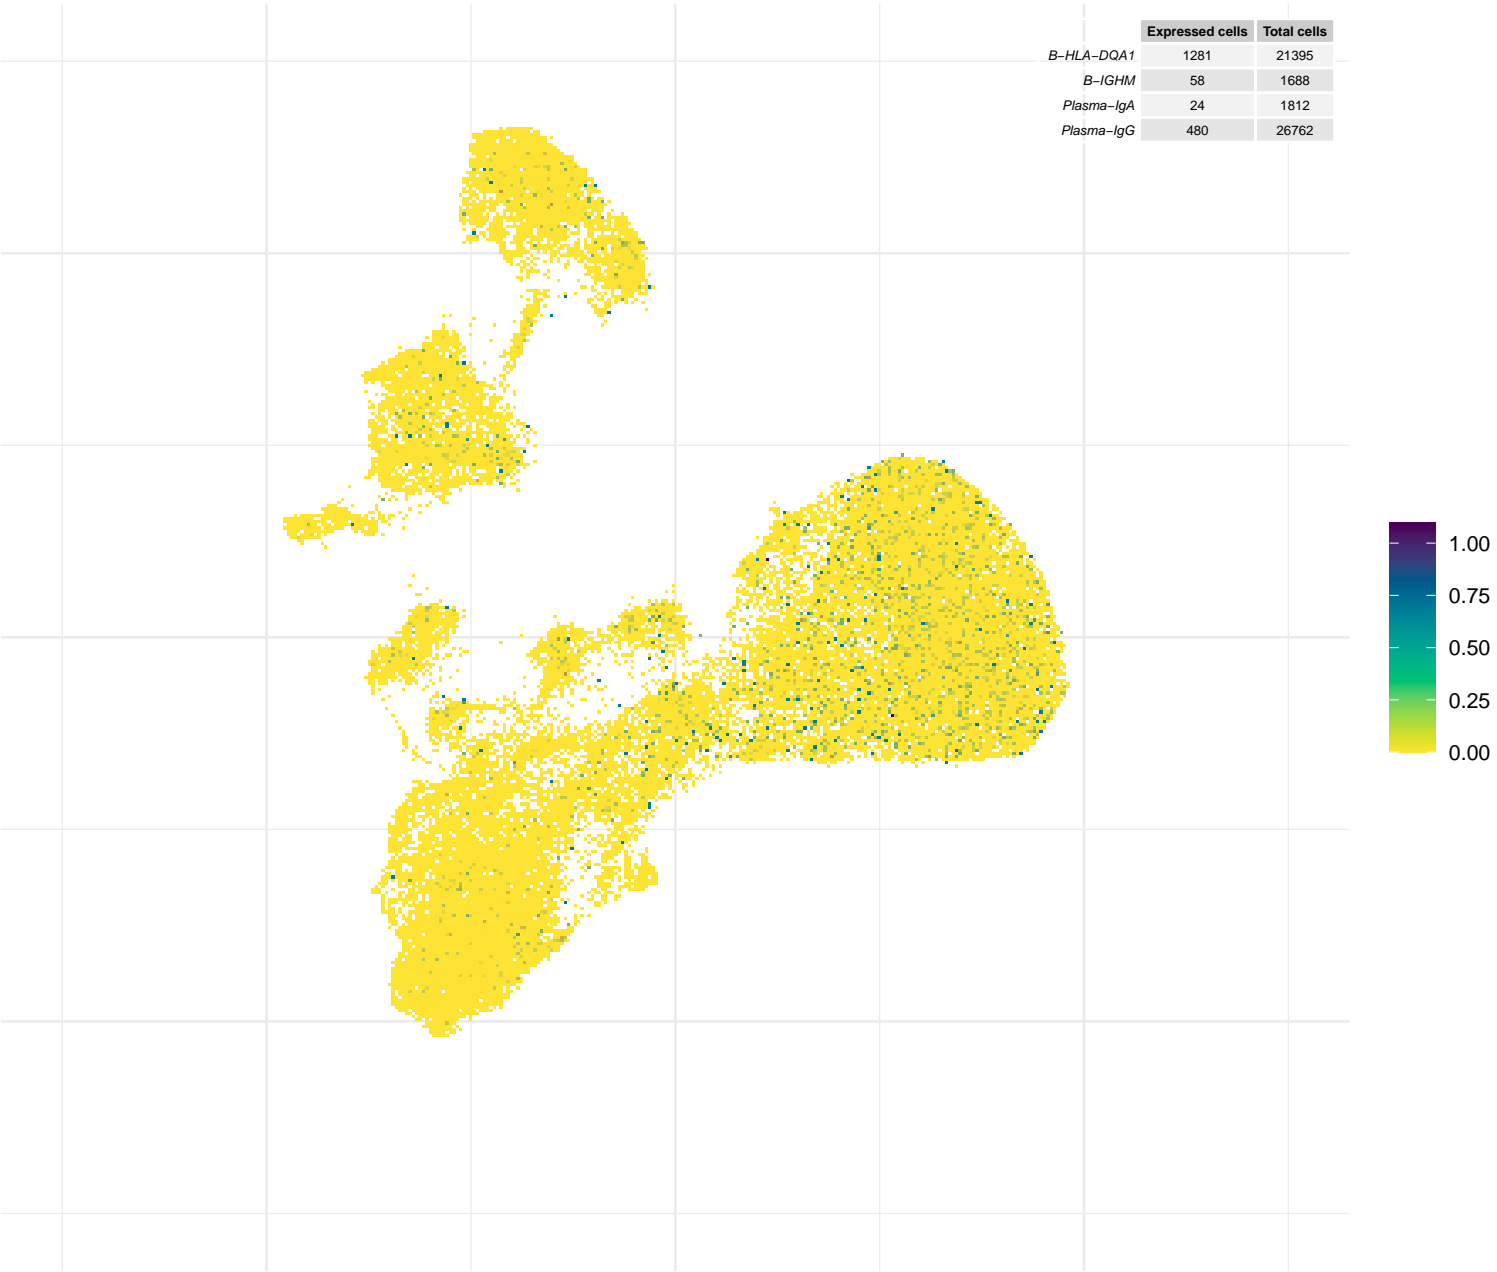 Expressed cells Total cells
B−HLA−DQA1 1281 21395
B−IGHM 58 1688
Plasma−IgA 24 1812
Plasma−IgG 480 26762
1.00
0.75
0.50
0.25
0.00